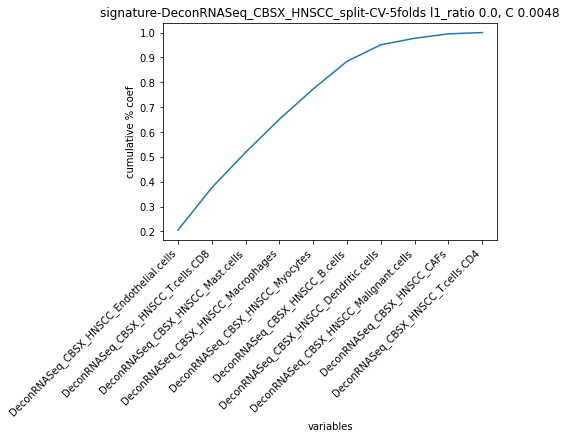 signature-DeconRNASeq_CBSX_HNSCC_split-CV-5folds l1_ratio 0.0, C 0.0048
cumulative % coef
1.0
0.9
0.8
0.7
0.6
0.5
0.4
0.3
0.2
DeconRNASeq_CBSX_HNSCC_Endothelial.cells
DeconRNASeq_CBSX_HNSCC_T.cells.CD8
DeconRNASeq_CBSX_HNSCC_Mast.cells
DeconRNASeq_CBSX_HNSCC_Macrophages
DeconRNASeq_CBSX_HNSCC_Myocytes
DeconRNASeq_CBSX_HNSCC_B.cells
DeconRNASeq_CBSX_HNSCC_Dendritic.cells
DeconRNASeq_CBSX_HNSCC_Malignant.cells
DeconRNASeq_CBSX_HNSCC_CAFs
DeconRNASeq_CBSX_HNSCC_T.cells.CD4
variables